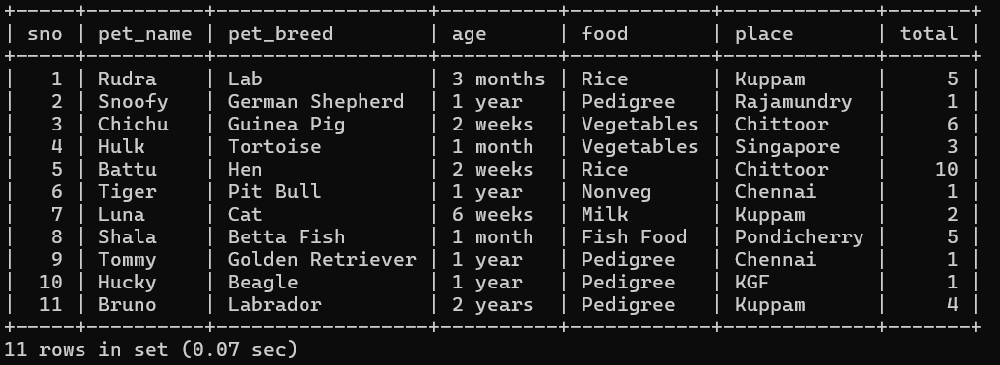 +-----+-----------+------------------+----------+------------+-------------+-------+
| sno | pet_name | pet_breed | age | food | place | total |
+-----+-----------+------------------+----------+------------+-------------+-------+
| 1 | Rudra | Lab | 3 months | Rice | Kuppam | 5 |
| 2 | Snoofy | German Shepherd | 1 year | Pedigree | Rajamundry | 1 |
| 3 | Chichu | Guinea Pig | 2 weeks | Vegetables | Chittoor | 6 |
| 4 | Hulk | Tortoise | 1 month | Vegetables | Singapore | 3 |
| 5 | Battu | Hen | 2 weeks | Rice | Chittoor | 10 |
| 6 | Tiger | Pit Bull | 1 year | Nonveg | Chennai | 1 |
| 7 | Luna | Cat | 6 weeks | Milk | Kuppam | 2 |
| 8 | Shala | Betta Fish | 1 month | Fish Food | Pondicherry | 5 |
| 9 | Tommy | Golden Retriever | 1 year | Pedigree | Chennai | 1 |
| 10 | Hucky | Beagle | 1 year | Pedigree | KGF | 1 |
| 11 | Bruno | Labrador | 2 years | Pedigree | Kuppam | 4 |
+-----+-----------+------------------+----------+------------+-------------+-------+
11 rows in set (0.07 sec)